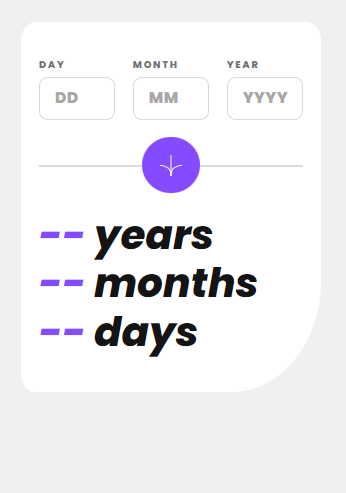 DAY MONTH YEAR
DD MM YYYY
-- years
-- months
-- days